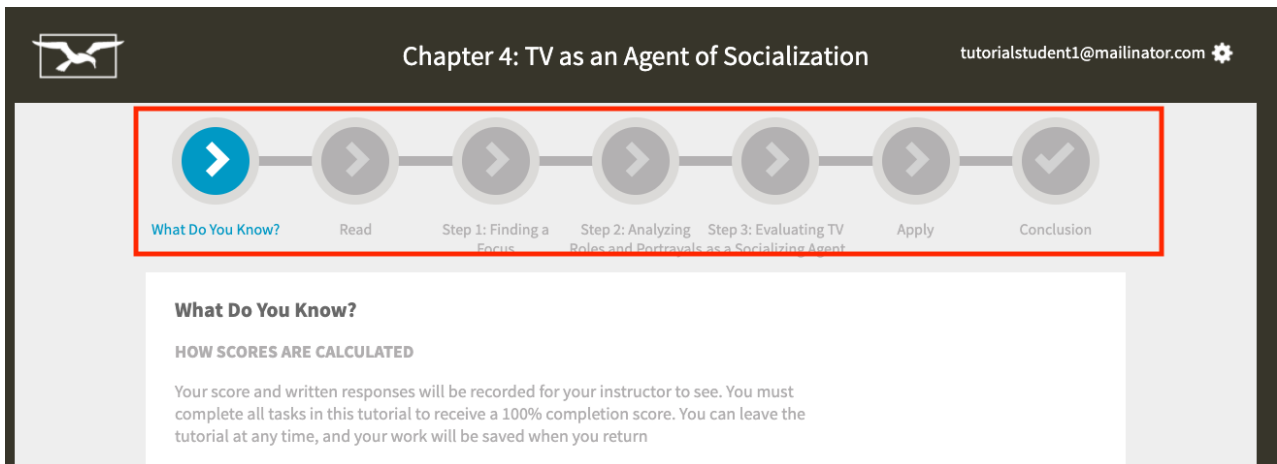 Chapter 4: TV as an Agent of Socialization
tutorialstudent1@mailinator.com
What Do You Know?
Read
Step 1: Finding a
Focus
Step 2: Analyzing
Roles and Portrayals
Step 3: Evaluating TV
as a Socializing Agent
Apply
Conclusion
What Do You Know?
HOW SCORES ARE CALCULATED
Your score and written responses will be recorded for your instructor to see. You must
complete all tasks in this tutorial to receive a 100% completion score. You can leave the
tutorial at any time, and your work will be saved when you return